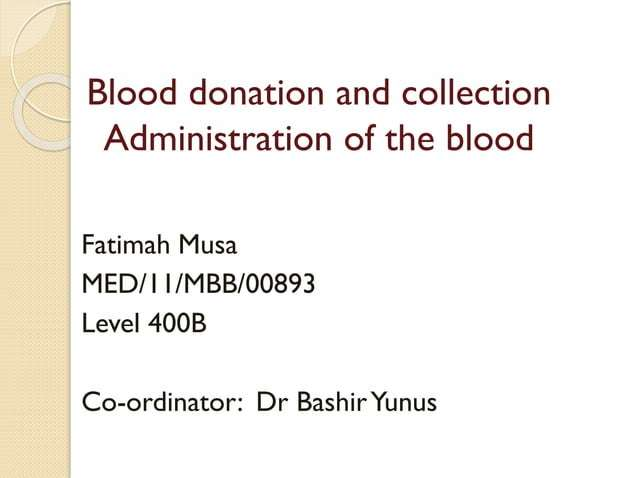 Blood donation and collection
Administration of the blood
Fatimah Musa
MED/11/MBB/00893
Level 400B
Co-ordinator: Dr Bashir Yunus